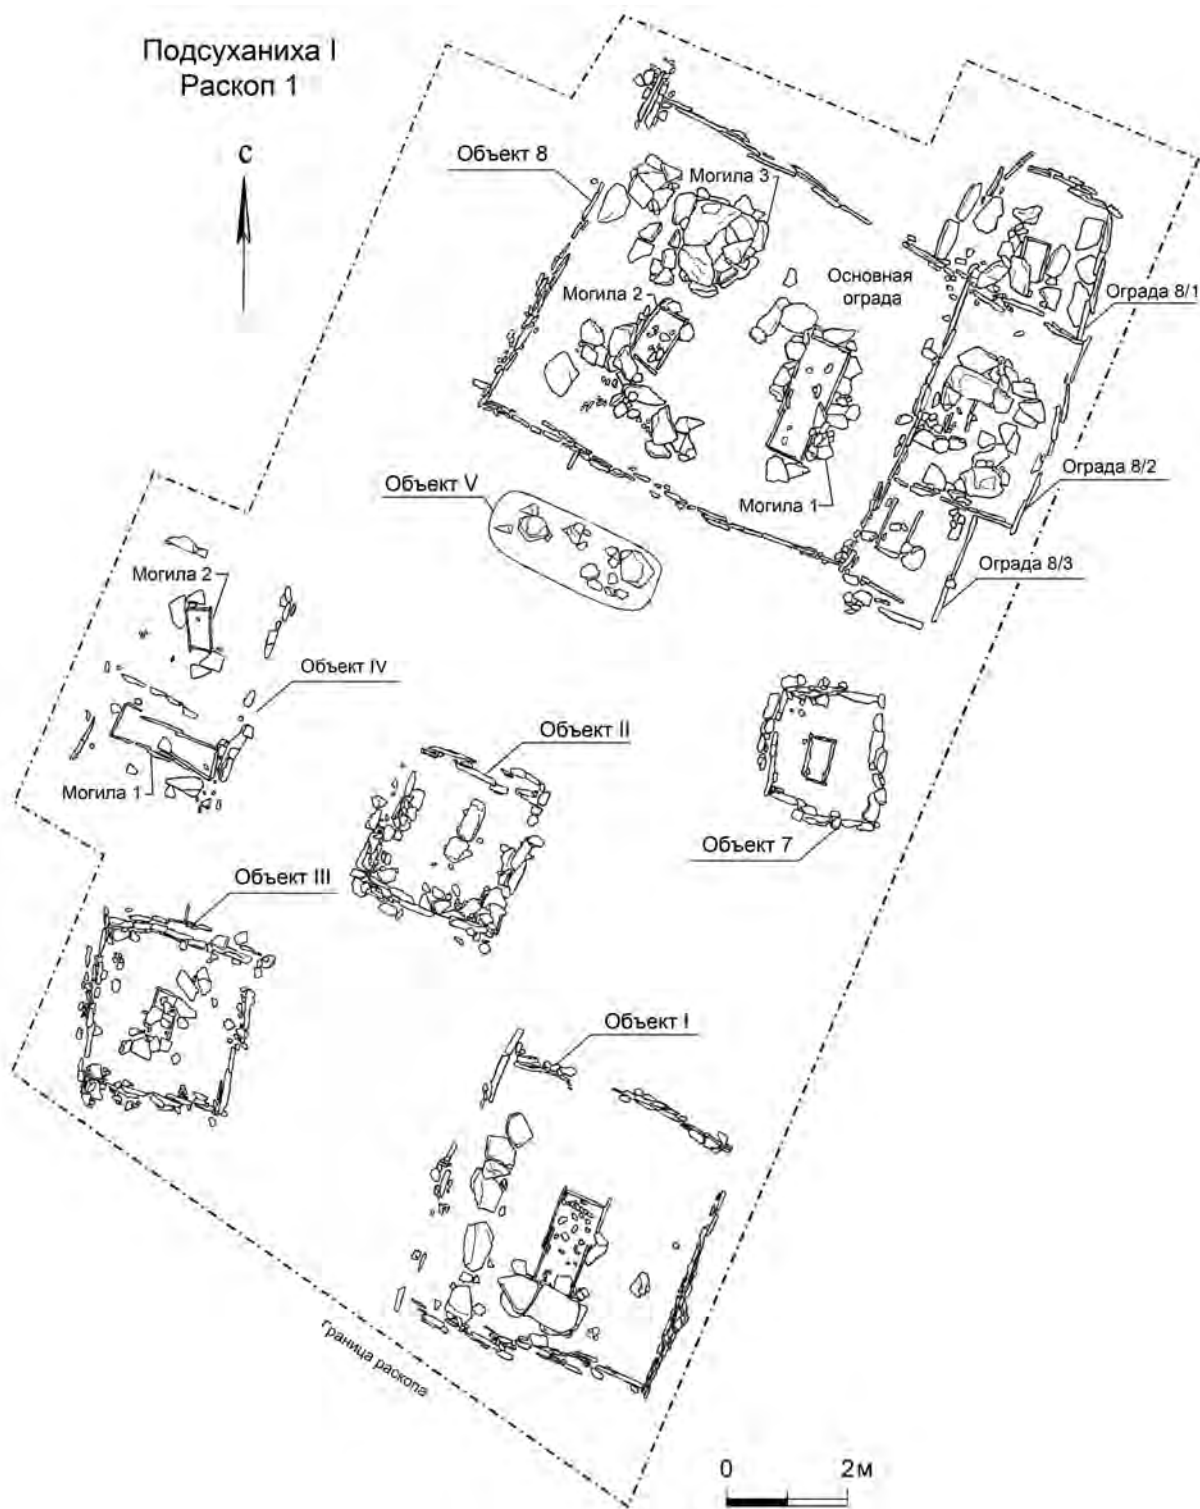 Подсуханиха I
Раскоп 1
С
Объект 8
Могила 3
Основная
ограда
Могила 2
Ограда 8/1
Ограда 8/2
Объект V
Могила 1
Ограда 8/3
Могила 2
Объект IV
Объект II
Могила 1
Объект 7
Объект III
Объект I
граница раскопа
0 2м